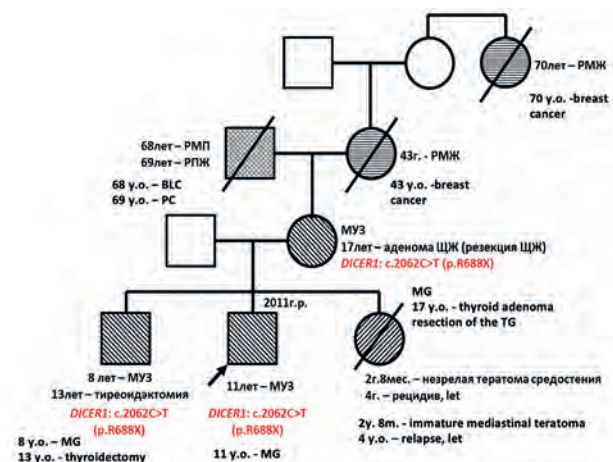 70лет – РМЖ
70 y.o. -breast
cancer
68лет – РМП
69лет – РПЖ
68 y.o. – BLC
69 y.o. – PC
43г. - РМЖ
43 y.o. -breast
cancer
МУЗ
17лет – аденома ЩЖ (резекция ЩЖ)
DICER1: c.2062C>T (p.R688X)
MG
17 y.o. - thyroid adenoma
resection of the TG
2011г.р.
8 лет – МУЗ
13лет – тиреоидэктомия
DICER1: c.2062C>T
(p.R688X)
8 y.o. – MG
13 y.o. - thyroidectomy
11лет – МУЗ
DICER1: c.2062C>T
(p.R688X)
11 y.o. – MG
2г.8мес. – незрелая тератома средостения
4г. – рецидив, let
2y. 8m. – immature mediastinal teratoma
4 y.o. – relapse, let